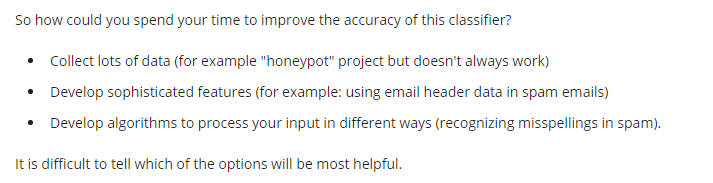 So how could you spend your time to improve the accuracy of this classifier?
• Collect lots of data (for example "honeypot" project but doesn't always work)
• Develop sophisticated features (for example: using email header data in spam emails)
• Develop algorithms to process your input in different ways (recognizing misspellings in spam).
It is difficult to tell which of the options will be most helpful.